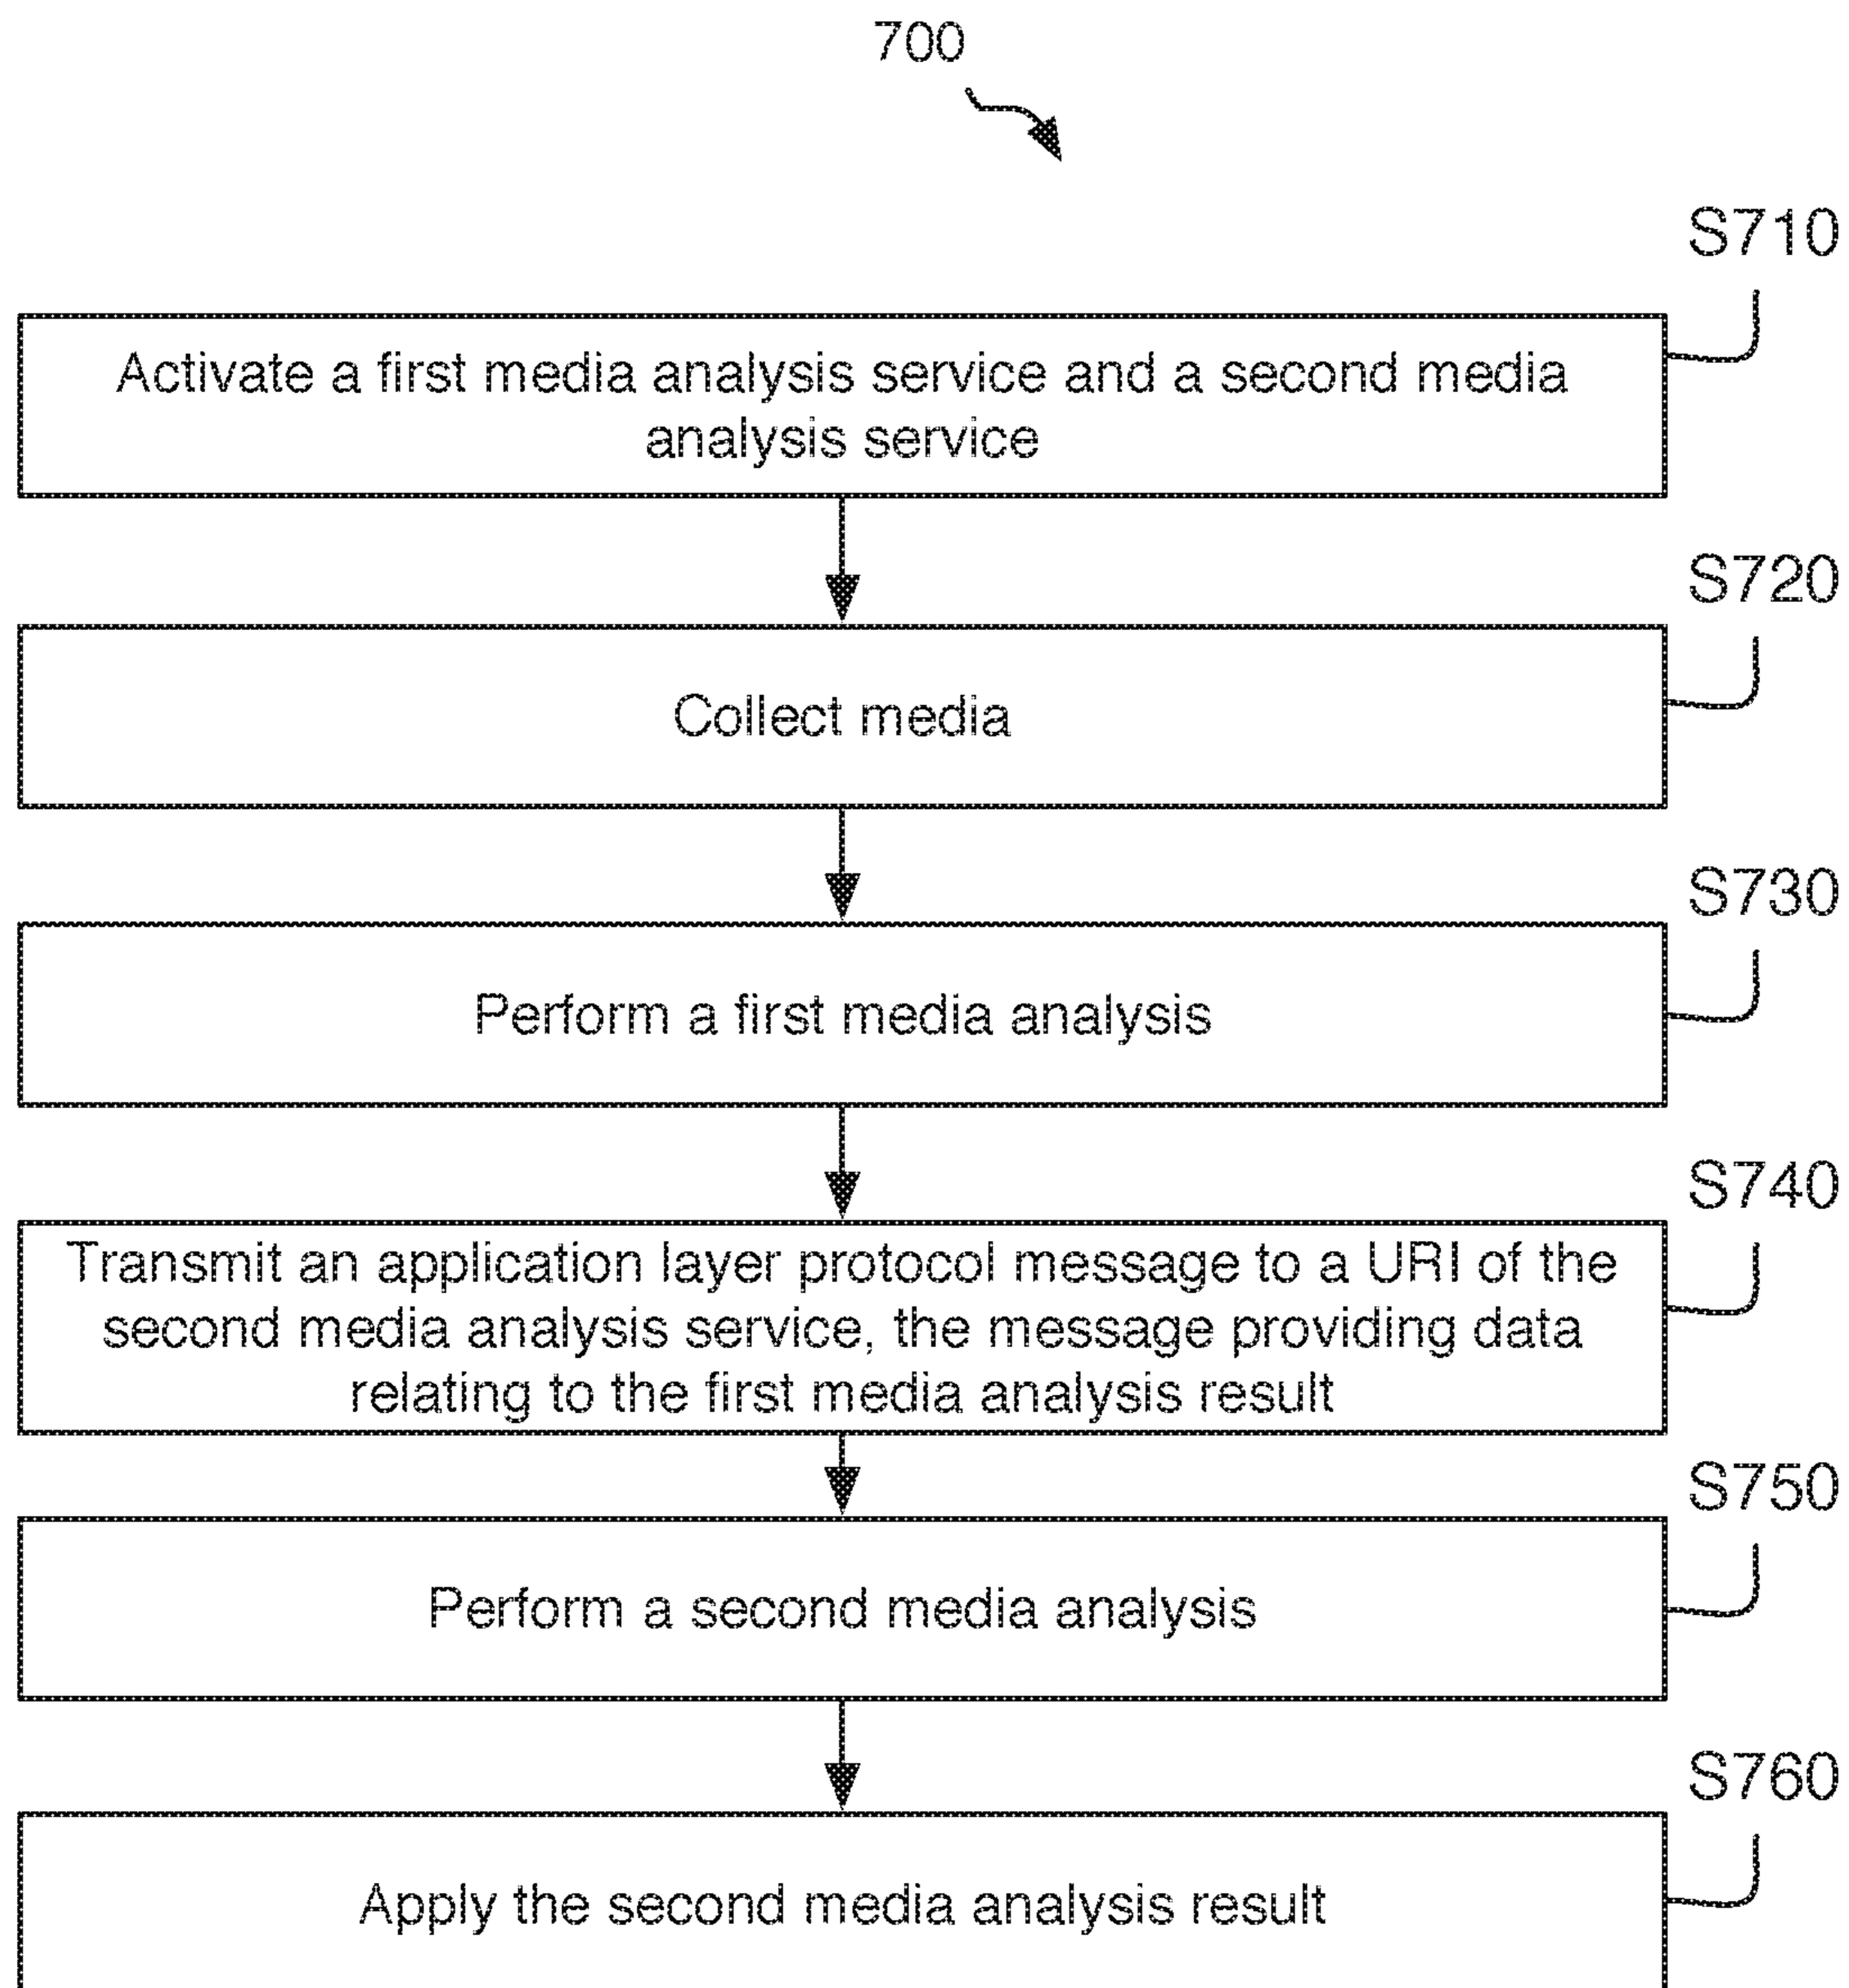 700
S710
Activate a first media analysis service and a second media
analysis service
S720
Collect media
S730
Perform a first media analysis
S740
Transmit an application layer protocol message to a URI of the
second media analysis service, the message providing data
relating to the first media analysis result
S750
Perform a second media analysis
S760
Apply the second media analysis result